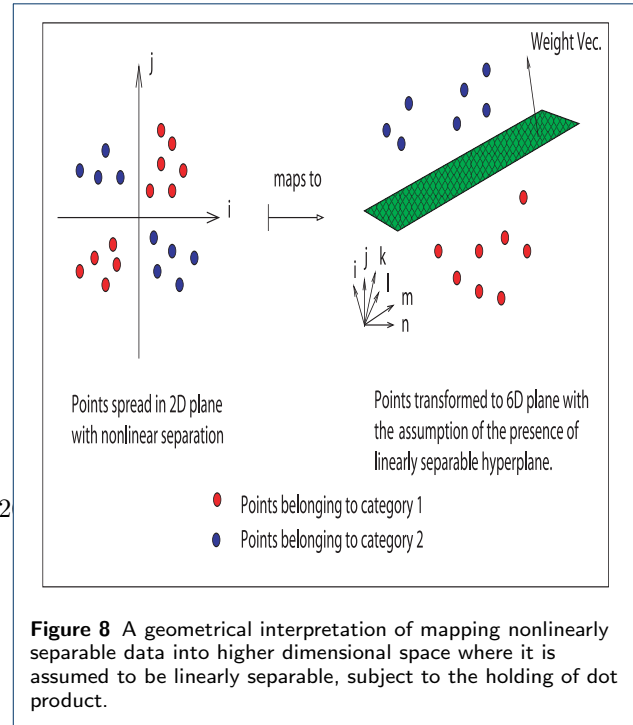 j
Weight Vec.
i
maps to
i j k
l
m
n
Points spread in 2D plane
with nonlinear separation
Points transformed to 6D plane with
the assumption of the presence of
linearly separable hyperplane.
2
Points belonging to category 1
Points belonging to category 2
Figure 8 A geometrical interpretation of mapping nonlinearly
separable data into higher dimensional space where it is
assumed to be linearly separable, subject to the holding of dot
product.